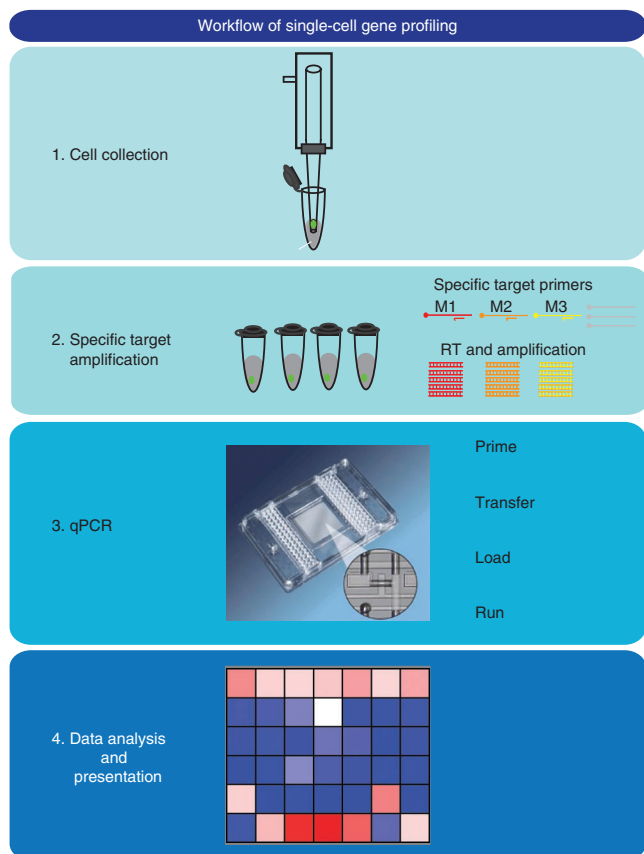 Workflow of single-cell gene profiling
1. Cell collection
2. Specific target
amplification
Specific target primers
M1 M2 M3
RT and amplification
3. qPCR
Prime
Transfer
Load
Run
4. Data analysis
and
presentation